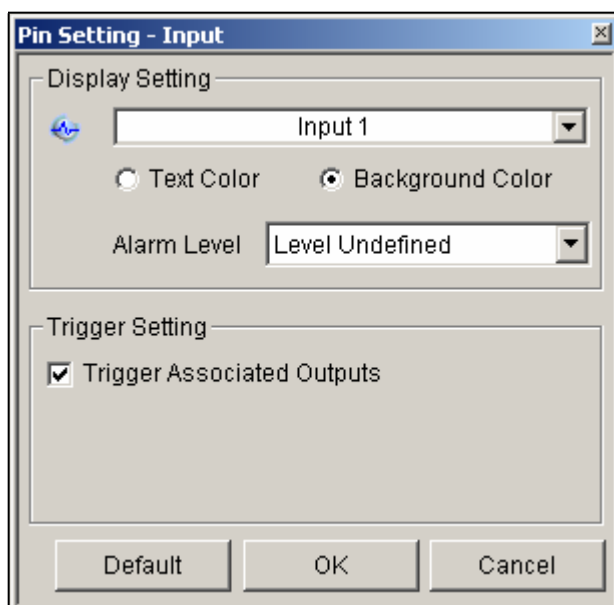 Pin Setting - Input
Display Setting
Input 1
Text Color Background Color
Alarm Level Level Undefined
Trigger Setting
Trigger Associated Outputs
Default OK Cancel